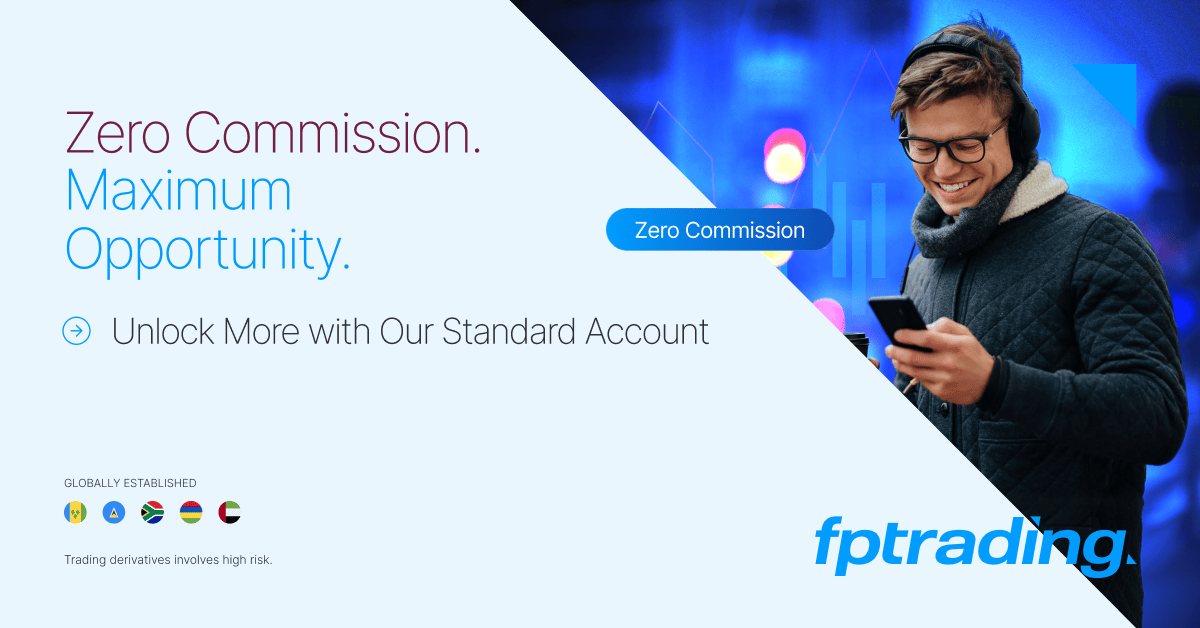 Zero Commission.
Maximum
Opportunity.
Zero Commission
Unlock More with Our Standard Account
GLOBALLY ESTABLISHED
Trading derivatives involves high risk.
fptrading.